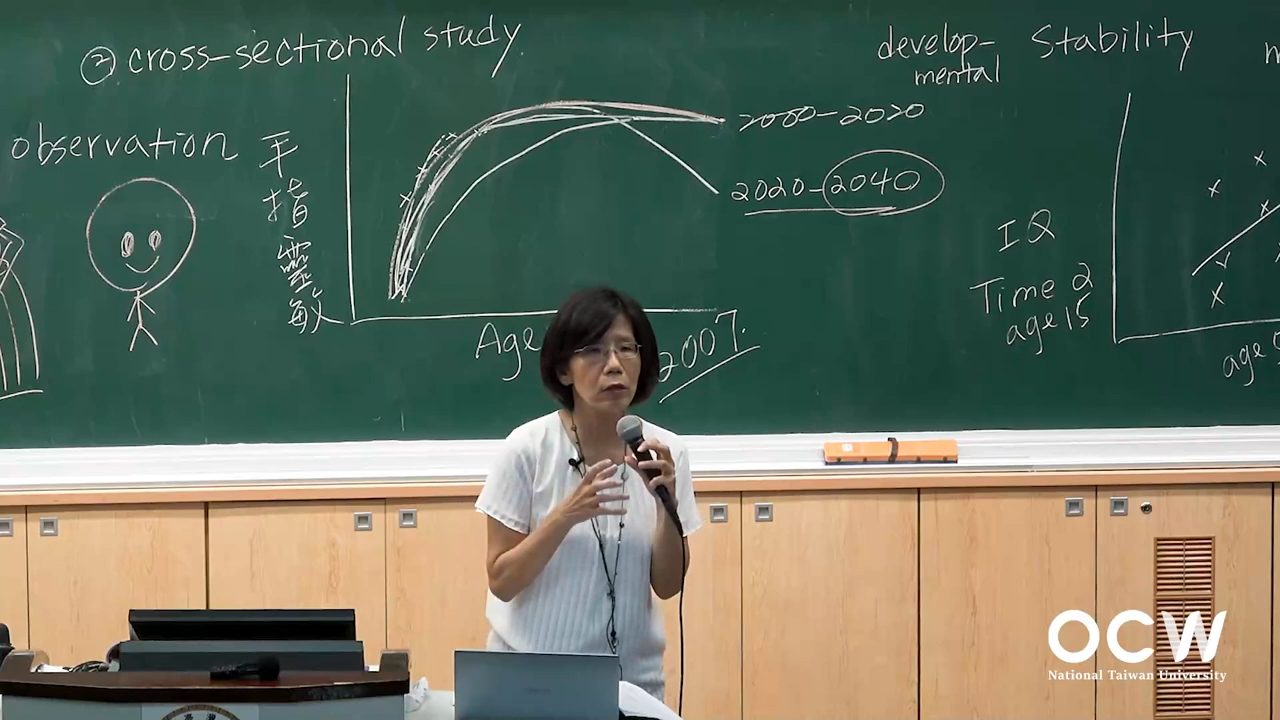 ② cross-sectional study
observation
手
指
靈
敏
2000-2020
2020-2040
Age
2007.
develop-
mental
Stability
IQ
Time 2
age 15
age
OCW
National Taiwan University